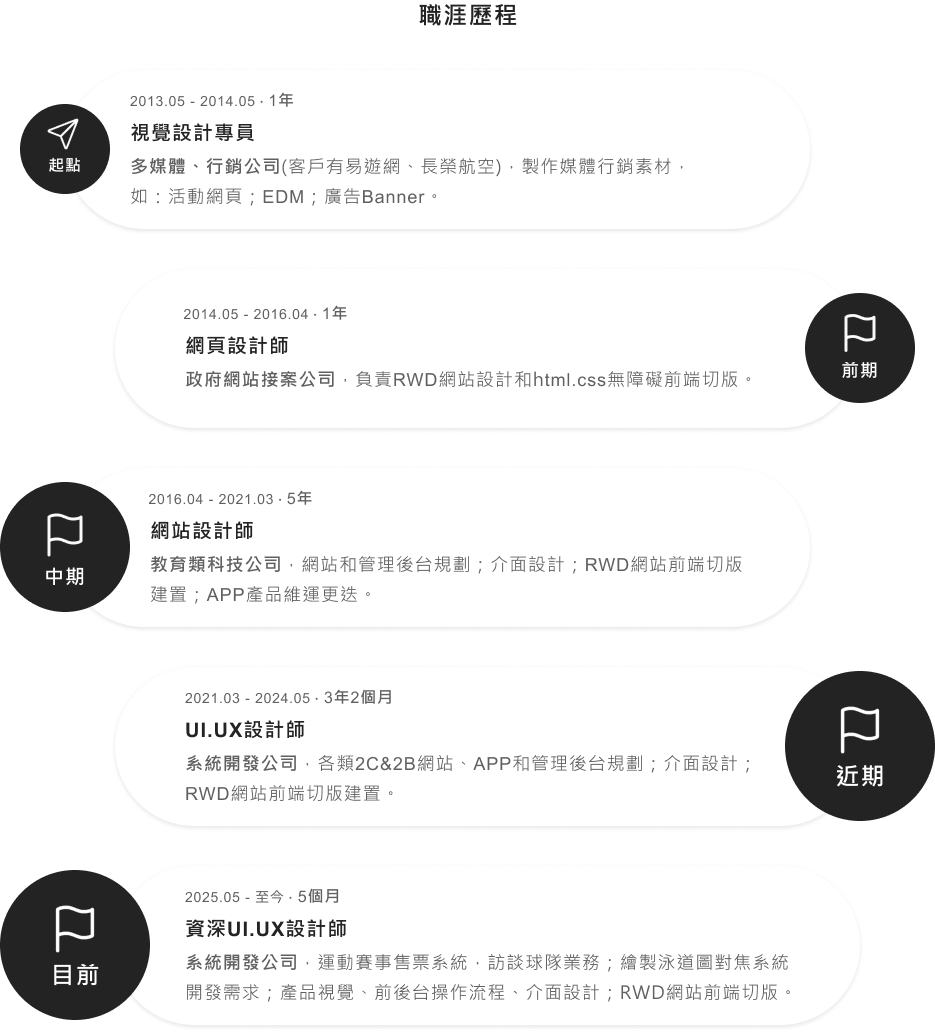 職涯歷程
2013.05 - 2014.05 · 1年
視覺設計專員
起點
多媒體、行銷公司(客戶有易遊網、長榮航空)，製作媒體行銷素材，
如：活動網頁；EDM；廣告Banner。
2014.05 - 2016.04 · 1年
網頁設計師
前期
政府網站接案公司，負責RWD網站設計和html.css無障礙前端切版。
2016.04 - 2021.03 · 5年
網站設計師
中期
教育類科技公司，網站和管理後台規劃；介面設計；RWD網站前端切版
建置；APP產品維運更迭。
2021.03 - 2024.05 · 3年2個月
UI.UX設計師
近期
系統開發公司，各類2C&2B網站、APP和管理後台規劃；介面設計；
RWD網站前端切版建置。
2025.05 - 至今 · 5個月
資深UI.UX設計師
目前
系統開發公司，運動賽事售票系統，訪談球隊業務；繪製泳道圖對焦系統
開發需求；產品視覺、前後台操作流程、介面設計；RWD網站前端切版。